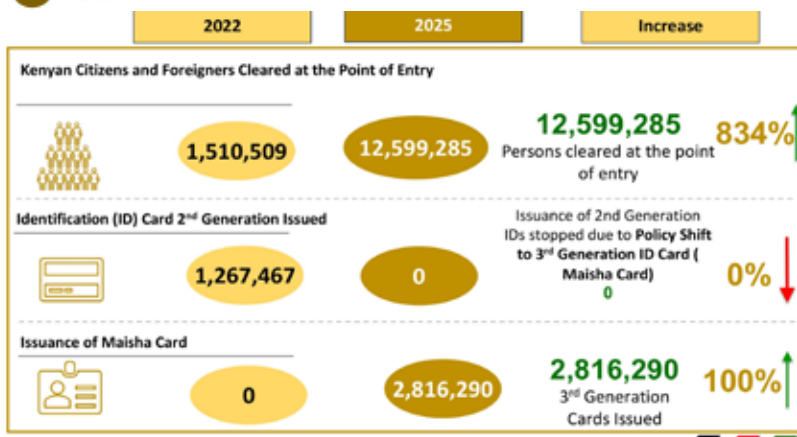 2022 2025 Increase
Kenyan Citizens and Foreigners Cleared at the Point of Entry
1,510,509 12,599,285 12,599,285 834%
Persons cleared at the point
of entry
Identification (ID) Card 2nd Generation Issued
1,267,467 0
Issuance of 2nd Generation
IDs stopped due to Policy Shift
to 3rd Generation ID Card (
Maisha Card)
0
0%
Issuance of Maisha Card
0 2,816,290 2,816,290 100%
3rd Generation
Cards Issued